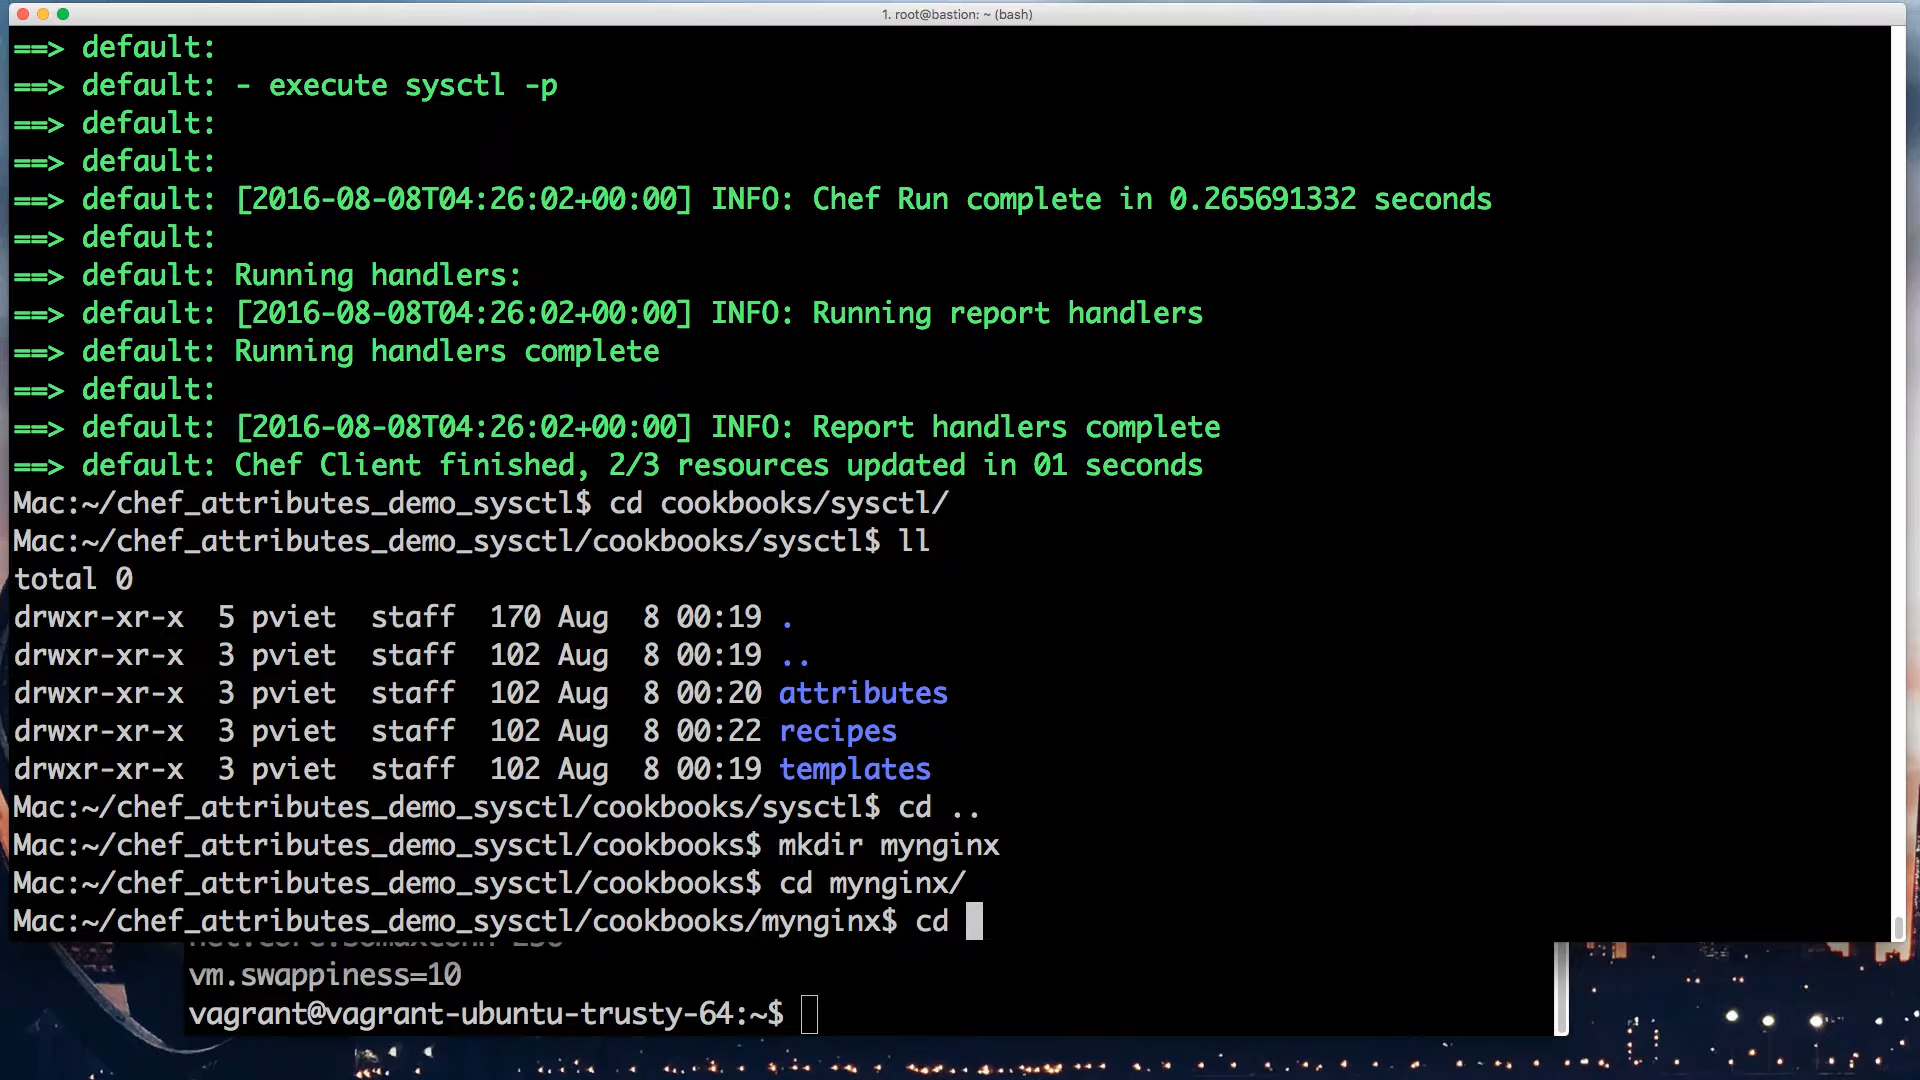 1. root@bastion: ~ (bash)
==> default:
==> default: - execute sysctl -p
==> default:
==> default:
==> default: [2016-08-08T04:26:02+00:00] INFO: Chef Run complete in 0.265691332 seconds
==> default:
==> default: Running handlers:
==> default: [2016-08-08T04:26:02+00:00] INFO: Running report handlers
==> default: Running handlers complete
==> default:
==> default: [2016-08-08T04:26:02+00:00] INFO: Report handlers complete
==> default: Chef Client finished, 2/3 resources updated in 01 seconds
Mac:~/chef_attributes_demo_sysctl$ cd cookbooks/sysctl/
Mac:~/chef_attributes_demo_sysctl/cookbooks/sysctl$ ll
total 0
drwxr-xr-x  5 pviet  staff  170 Aug  8 00:19 .
drwxr-xr-x  3 pviet  staff  102 Aug  8 00:19 ..
drwxr-xr-x  3 pviet  staff  102 Aug  8 00:20 attributes
drwxr-xr-x  3 pviet  staff  102 Aug  8 00:22 recipes
drwxr-xr-x  3 pviet  staff  102 Aug  8 00:19 templates
Mac:~/chef_attributes_demo_sysctl/cookbooks/sysctl$ cd ..
Mac:~/chef_attributes_demo_sysctl/cookbooks$ mkdir mynginx
Mac:~/chef_attributes_demo_sysctl/cookbooks$ cd mynginx/
Mac:~/chef_attributes_demo_sysctl/cookbooks/mynginx$ cd
vm.swappiness=10
vagrant@vagrant-ubuntu-trusty-64:~$